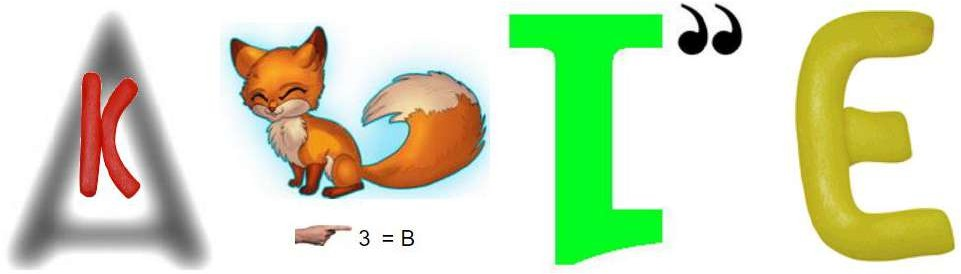 Д К “ Е
3 = В